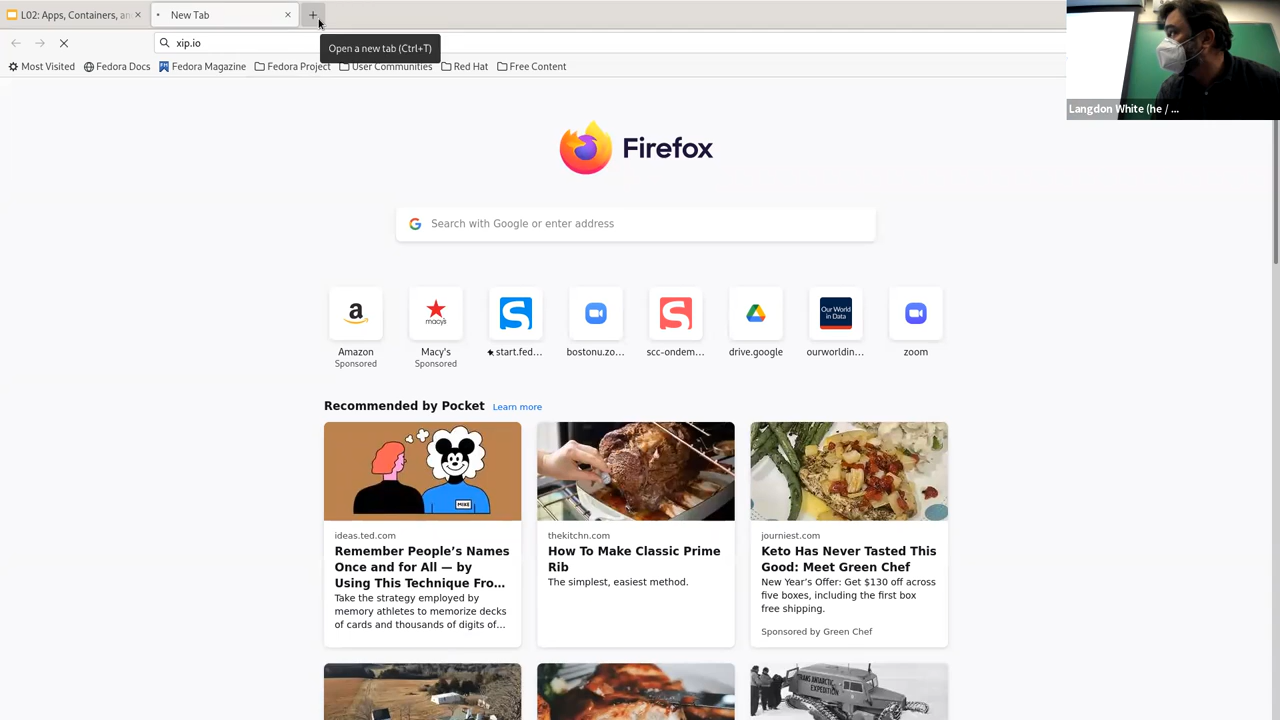 L02: Apps, Containers, an
New Tab
xip.io
Open a new tab (Ctrl+T)
Most Visited
Fedora Docs
Fedora Magazine
Fedora Project
User Communities
Red Hat
Free Content
Langdon White (he / ...
Firefox
Search with Google or enter address
Amazon
Sponsored
Macy's
Sponsored
start.fed...
bostonu.zo...
scc-ondem...
drive.google
ourworldin...
zoom
macys
Our World
in Data
Recommended by Pocket
Learn more
ideas.ted.com
Remember People’s Names
Once and for All — by
Using This Technique Fro...
Take the strategy employed by
memory athletes to memorize decks
of cards and thousands of digits of...
thekitchn.com
How To Make Classic Prime
Rib
The simplest, easiest method.
journiest.com
Keto Has Never Tasted This
Good: Meet Green Chef
New Year’s Offer: Get $130 off across
five boxes, including the first box
free shipping.
Sponsored by Green Chef
MIKE
TRANS ANTARCTIC
EXPEDITION